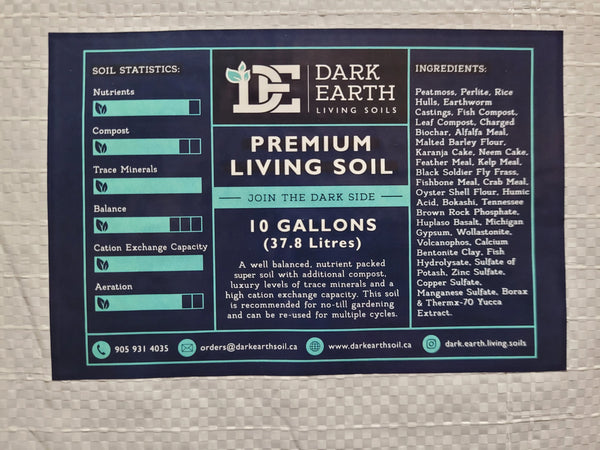 SOIL STATISTICS:
Nutrients
Compost
Trace Minerals
Balance
Cation Exchange Capacity
Aeration
DE
DARK
EARTH
LIVING SOILS
PREMIUM
LIVING SOIL
JOIN THE DARK SIDE
10 GALLONS
(37.8 Litres)
A well balanced, nutrient packed
super soil with additional compost,
luxury levels of trace minerals and a
high cation exchange capacity. This soil
is recommended for no-till gardening
and can be re-used for multiple cycles.
INGREDIENTS:
Peatmoss, Perlite, Rice
Hulls, Earthworm
Castings, Fish Compost,
Leaf Compost, Charged
Biochar, Alfalfa Meal,
Malted Barley Flour,
Karanja Cake, Neem Cake,
Feather Meal, Kelp Meal,
Black Soldier Fly Frass,
Fishbone Meal, Crab Meal,
Oyster Shell Flour, Humic
Acid, Bokashi, Tennessee
Brown Rock Phosphate,
Huplaso Basalt, Michigan
Gypsum, Wollastonite,
Volcanophos, Calcium
Bentonite Clay, Fish
Hydrolysate, Sulfate of
Potash, Zinc Sulfate,
Copper Sulfate,
Manganese Sulfate, Borax
& Thermx-70 Yucca
Extract.
905 931 4035
orders@darkearthsoil.ca
www.darkearthsoil.ca
dark.earth.living.soils